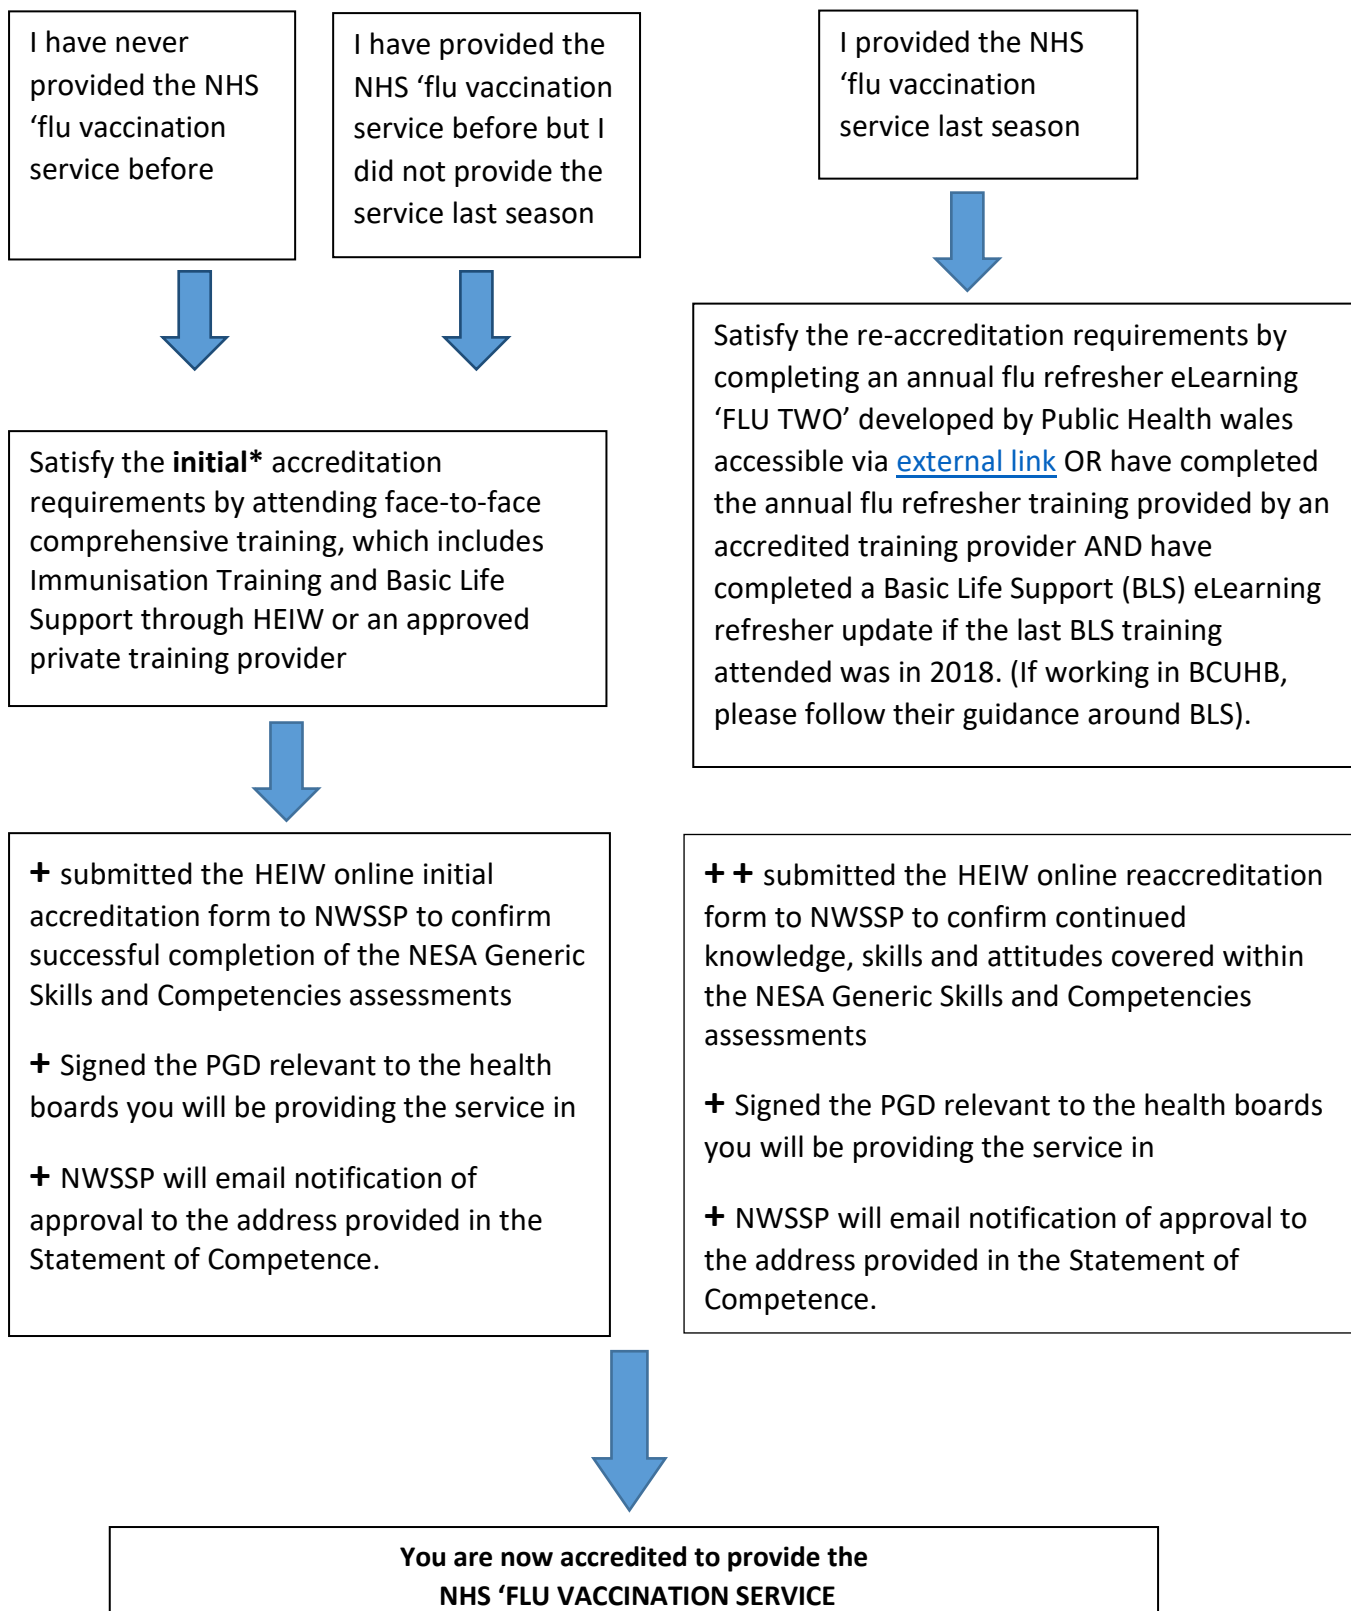 I have never
provided the NHS
‘flu vaccination
service before
I have provided the
NHS ‘flu vaccination
service before but I
did not provide the
service last season
I provided the NHS
‘flu vaccination
service last season
Satisfy the initial* accreditation
requirements by attending face-to-face
comprehensive training, which includes
Immunisation Training and Basic Life
Support through HEIW or an approved
private training provider
Satisfy the re-accreditation requirements by
completing an annual flu refresher eLearning
‘FLU TWO’ developed by Public Health wales
accessible via external link OR have completed
the annual flu refresher training provided by an
accredited training provider AND have
completed a Basic Life Support (BLS) eLearning
refresher update if the last BLS training
attended was in 2018. (If working in BCUHB,
please follow their guidance around BLS).
+ submitted the HEIW online initial
accreditation form to NWSSP to confirm
successful completion of the NESA Generic
Skills and Competencies assessments
+ Signed the PGD relevant to the health
boards you will be providing the service in
+ NWSSP will email notification of
approval to the address provided in the
Statement of Competence.
+ + submitted the HEIW online reaccreditation
form to NWSSP to confirm continued
knowledge, skills and attitudes covered within
the NESA Generic Skills and Competencies
assessments
+ Signed the PGD relevant to the health boards
you will be providing the service in
+ NWSSP will email notification of approval to
the address provided in the Statement of
Competence.
You are now accredited to provide the
NHS ‘FLU VACCINATION SERVICE